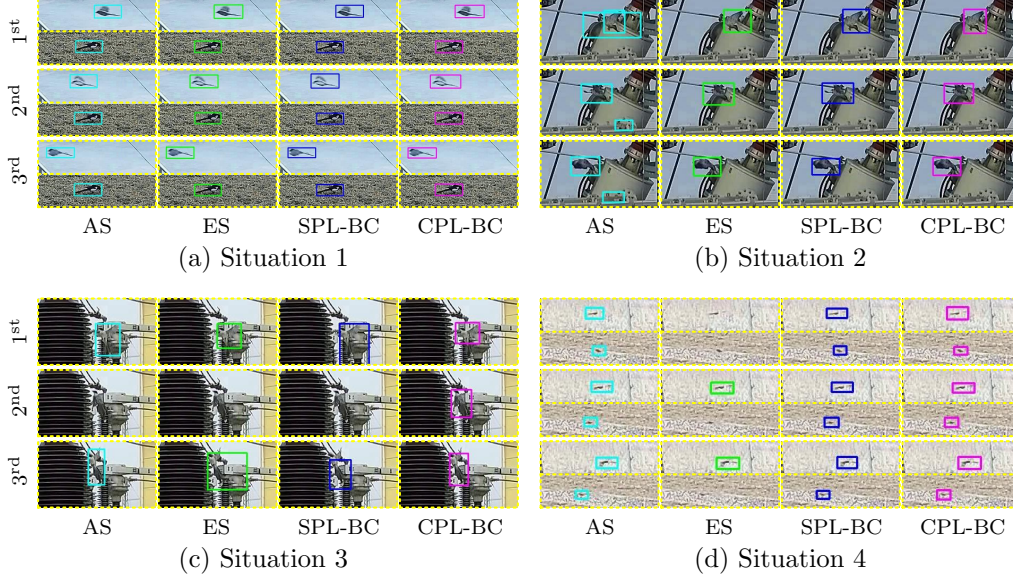 1st
2nd
3rd
AS ES SPL-BC CPL-BC
(a) Situation 1
AS ES SPL-BC CPL-BC
(b) Situation 2
1st
2nd
3rd
AS ES SPL-BC CPL-BC
(c) Situation 3
AS ES SPL-BC CPL-BC
(d) Situation 4